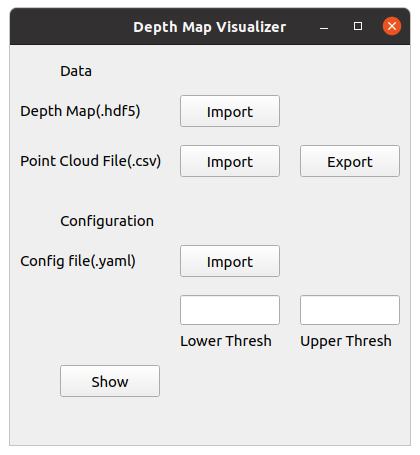 Depth Map Visualizer
Data
Depth Map(.hdf5) Import
Point Cloud File(.csv) Import Export
Configuration
Config file(.yaml) Import
Lower Thresh Upper Thresh
Show